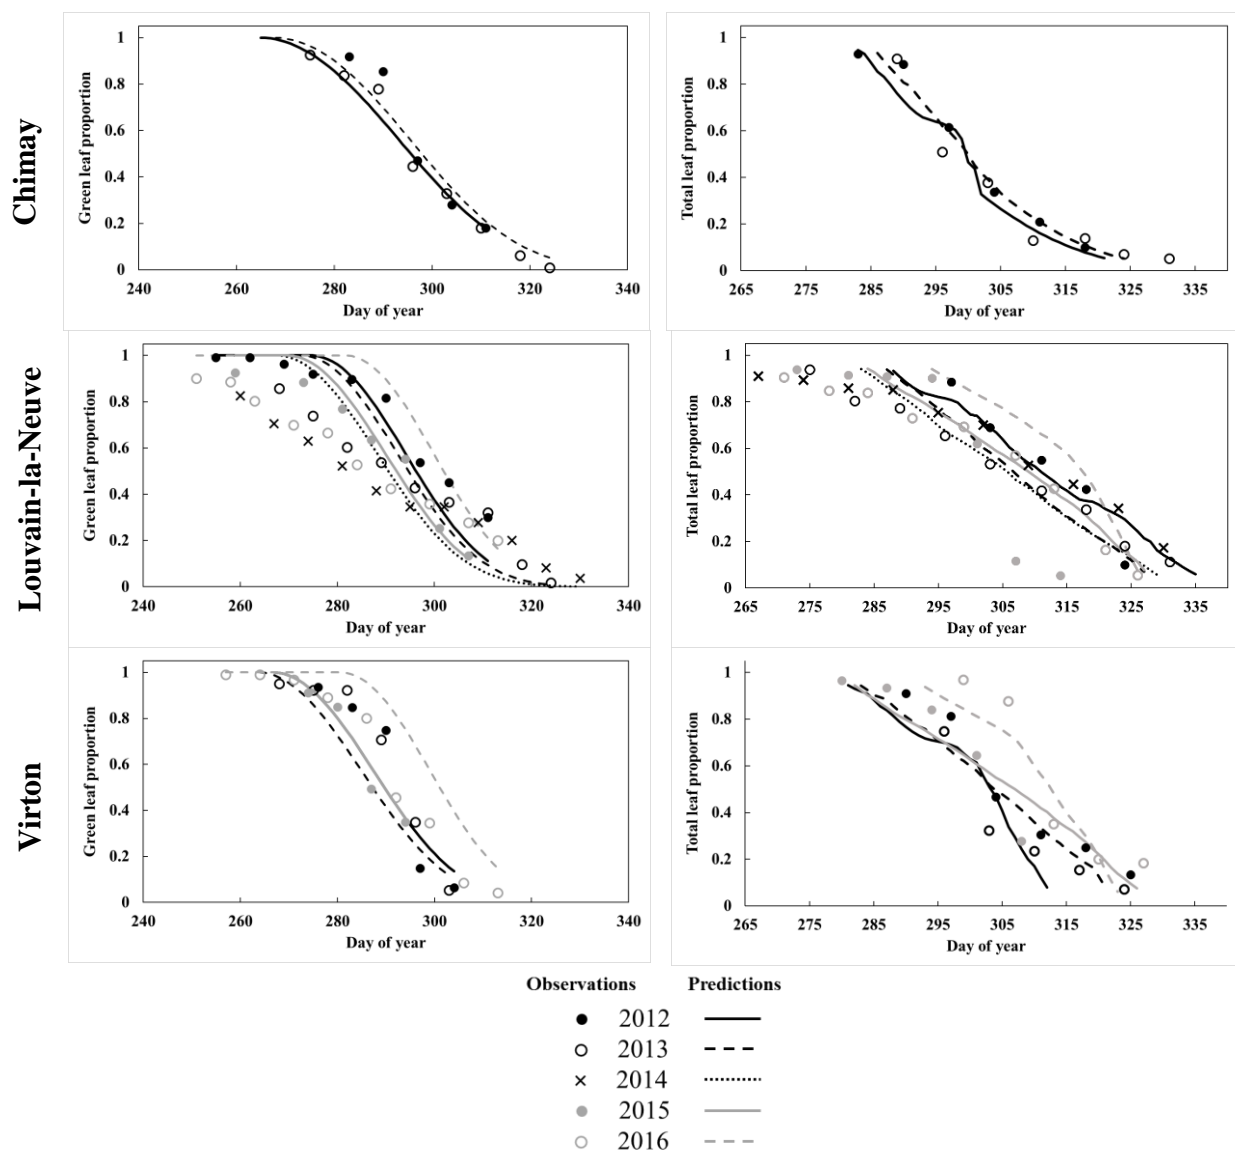 Chimay
Green leaf proportion
1
0.8
0.6
0.4
0.2
0
240 260 280 300 320 340
Day of year
Total leaf proportion
1
0.8
0.6
0.4
0.2
0
265 275 285 295 305 315 325 335
Day of year
Louvain-la-Neuve
Green leaf proportion
1
0.8
0.6
0.4
0.2
0
240 260 280 300 320 340
Day of year
Total leaf proportion
1
0.8
0.6
0.4
0.2
0
265 275 285 295 305 315 325 335
Day of year
Virton
Green leaf proportion
1
0.8
0.6
0.4
0.2
0
240 260 280 300 320 340
Day of year
Total leaf proportion
1
0.8
0.6
0.4
0.2
0
265 275 285 295 305 315 325 335
Day of year
Observations Predictions
2012
2013
2014
2015
2016